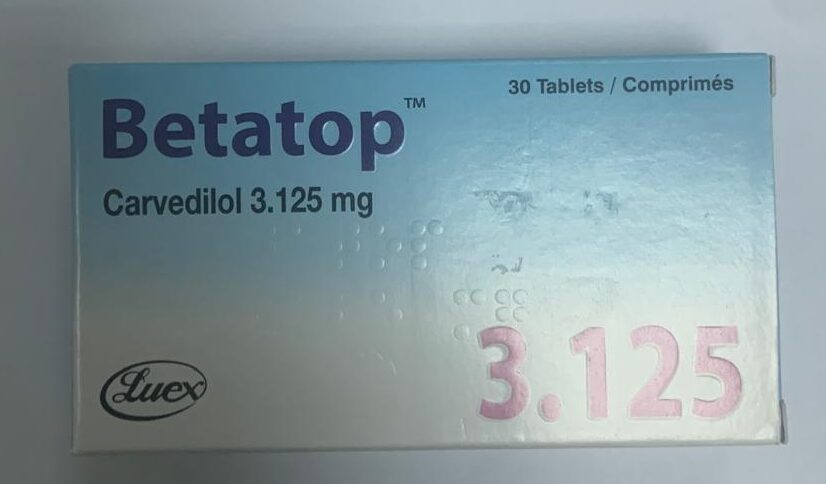 30 Tablets / Comprimés
Betatop™
Carvedilol 3.125 mg
3.125
Luex